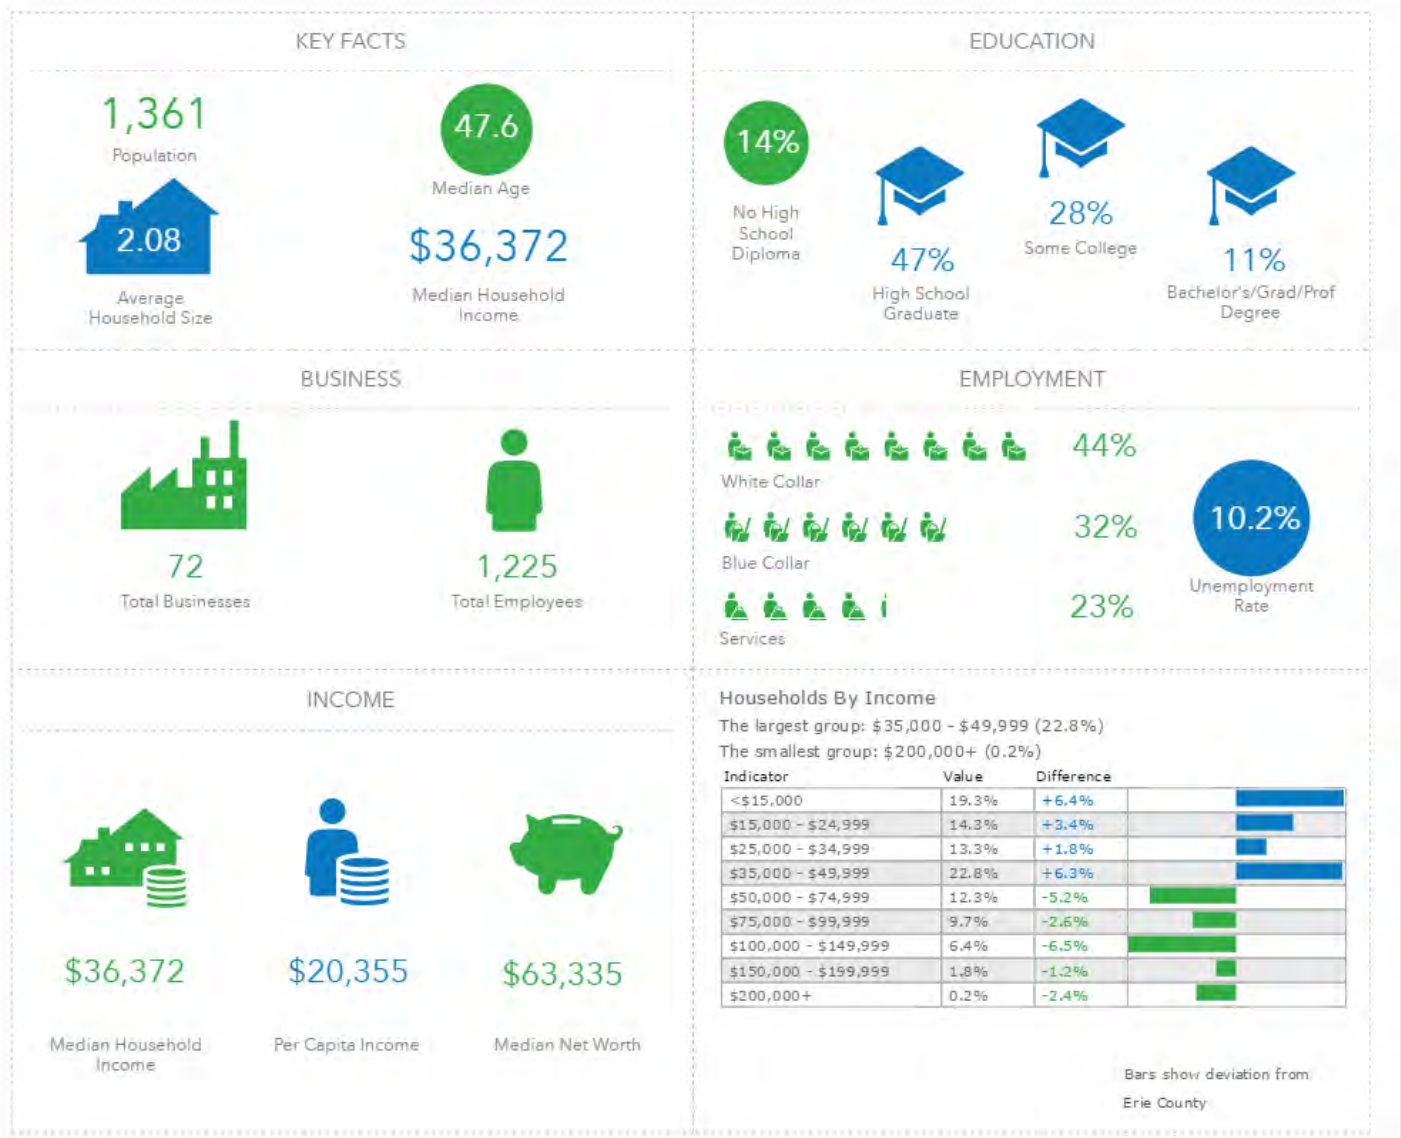 KEY FACTS
1,361
Population
47.6
Median Age
2.08
Average
Household Size
$36,372
Median Household
Income
EDUCATION
14%
No High
School
Diploma
47%
High School
Graduate
28%
Some College
11%
Bachelor's/Grad/Prof
Degree
BUSINESS
72
Total Businesses
1,225
Total Employees
EMPLOYMENT
44%
White Collar
32%
Blue Collar
23%
Services
10.2%
Unemployment
Rate
INCOME
$36,372
Median Household
Income
$20,355
Per Capita Income
$63,335
Median Net Worth
Households By Income
The largest group: $35,000 - $49,999 (22.8%)
The smallest group: $200,000+ (0.2%)
Indicator Value Difference
<$15,000 19.3% +6.4%
$15,000 - $24,999 14.3% +3.4%
$25,000 - $34,999 13.3% +1.8%
$35,000 - $49,999 22.8% +6.3%
$50,000 - $74,999 12.3% -5.2%
$75,000 - $99,999 9.7% -2.6%
$100,000 - $149,999 6.4% -6.5%
$150,000 - $199,999 1.8% -1.2%
$200,000+ 0.2% -2.4%
Bars show deviation from
Erie County